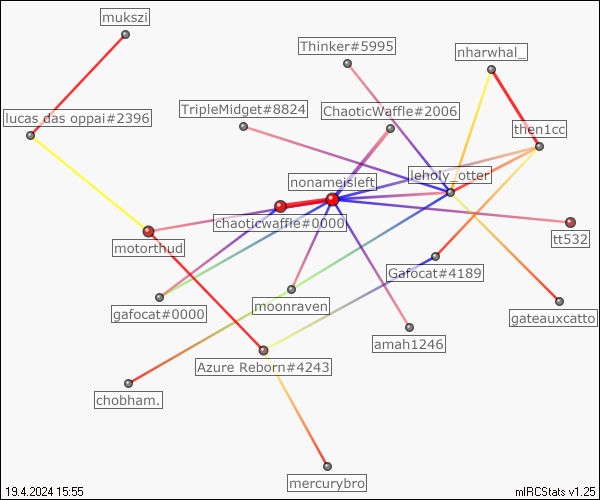 mukszi
Thinker#5995
nharwhal_
TripleMidget#8824
ChaoticWaffle#2006
lucas das oppai#2396
then1cc
nonameisleft
leholy_otter
chaoticwaffle#0000
motorthud
tt532
Gafocat#4189
gafocat#0000
moonraven
gateauxcatto
amah1246
Azure Reborn#4243
chobham.
mercurybro
19.4.2024 15:55
mIRCStats v1.25